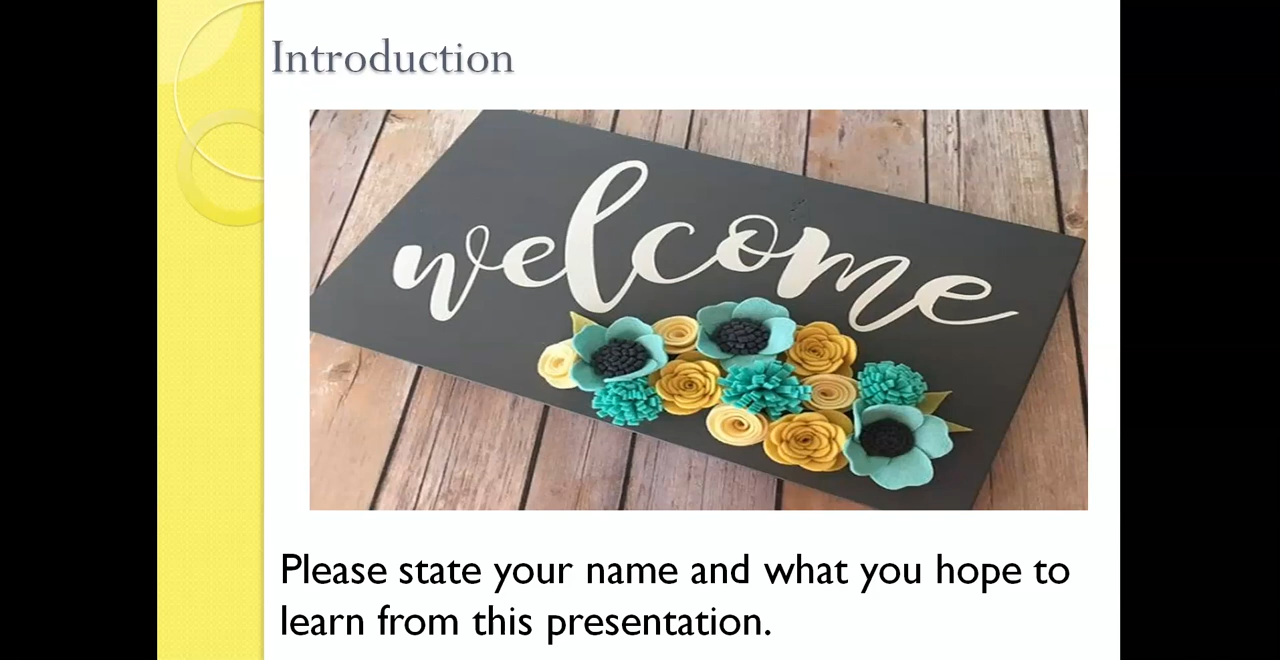 Introduction
welcome
Please state your name and what you hope to
learn from this presentation.